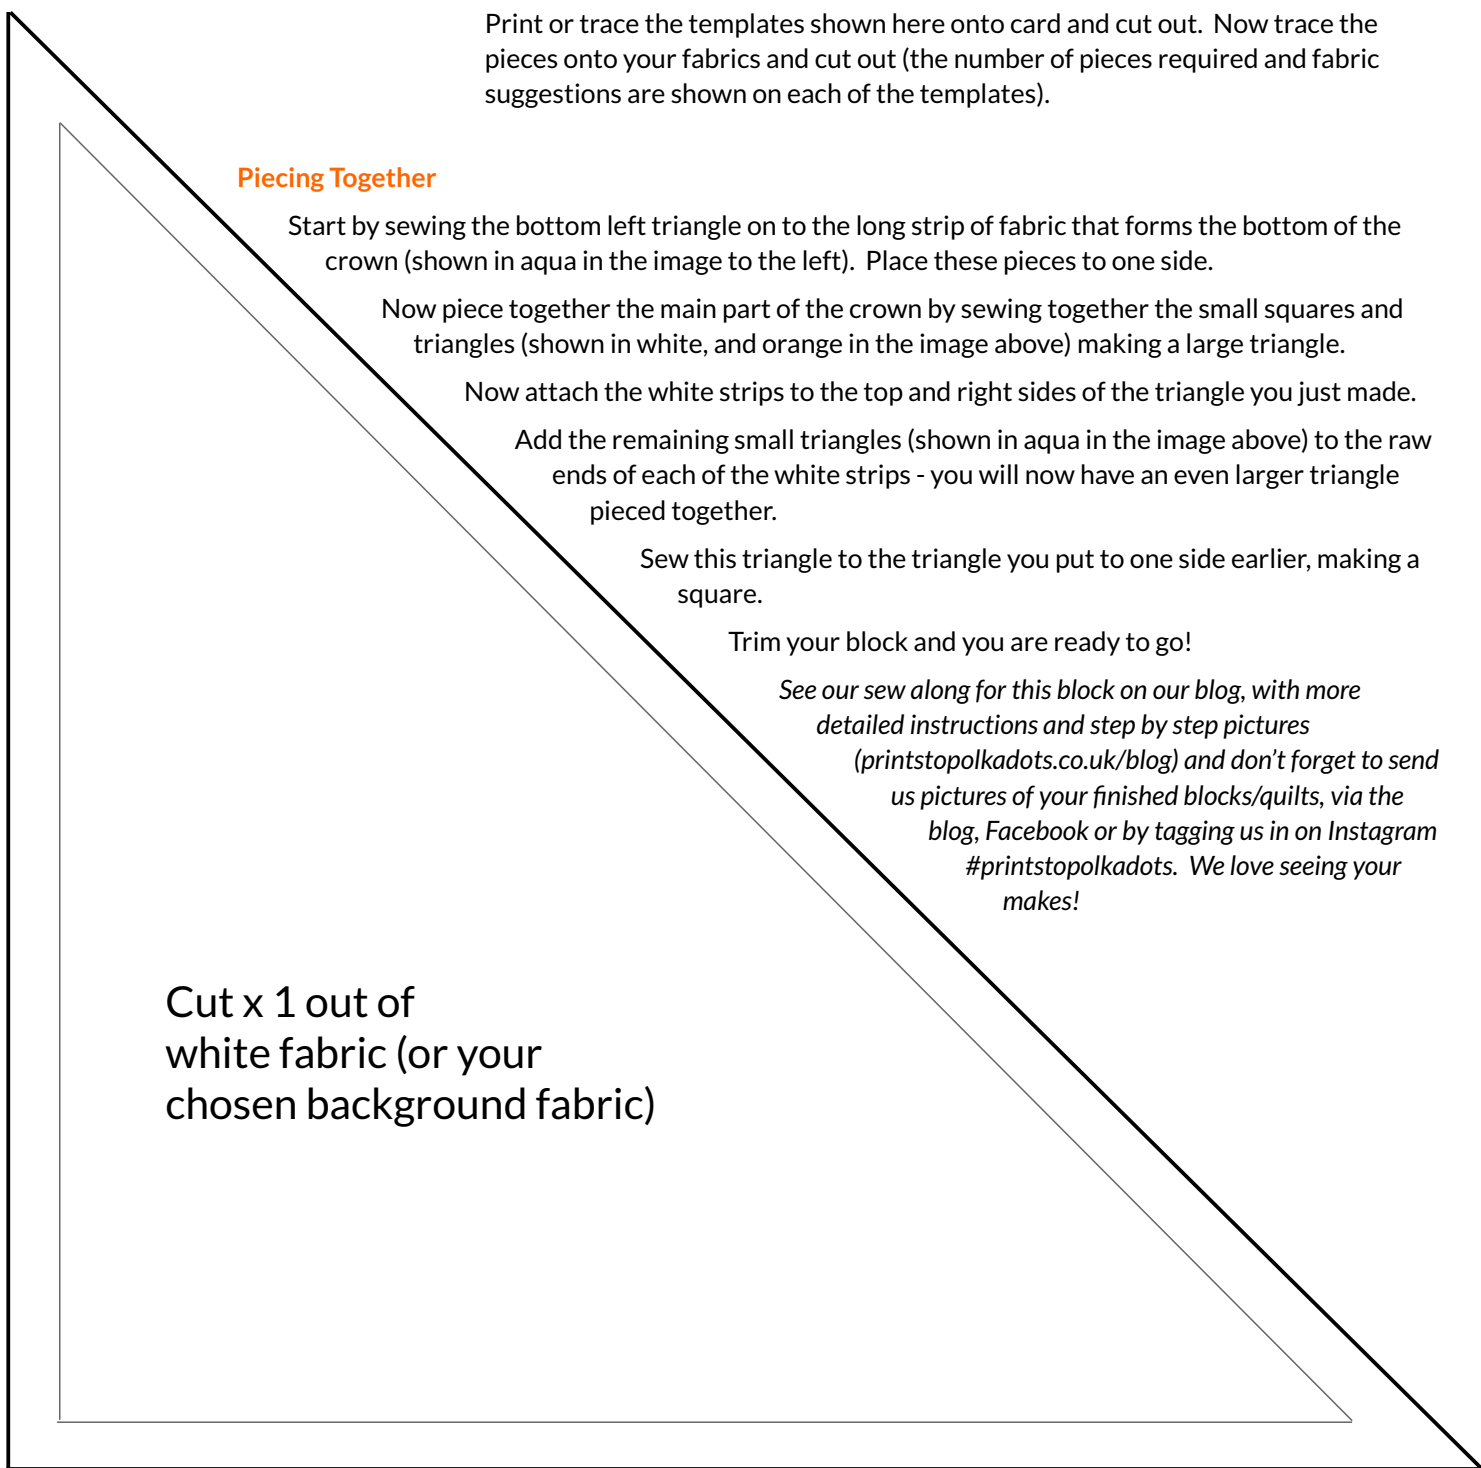 Print or trace the templates shown here onto card and cut out.  Now trace the
pieces onto your fabrics and cut out (the number of pieces required and fabric
suggestions are shown on each of the templates).
Piecing Together
Start by sewing the bottom left triangle on to the long strip of fabric that forms the bottom of the
crown (shown in aqua in the image to the left).  Place these pieces to one side.
Now piece together the main part of the crown by sewing together the small squares and
triangles (shown in white, and orange in the image above) making a large triangle.
Now attach the white strips to the top and right sides of the triangle you just made.
Add the remaining small triangles (shown in aqua in the image above) to the raw
ends of each of the white strips - you will now have an even larger triangle
pieced together.
Sew this triangle to the triangle you put to one side earlier, making a
square.
Trim your block and you are ready to go!
See our sew along for this block on our blog, with more
detailed instructions and step by step pictures
(printstopolkadots.co.uk/blog) and don’t forget to send
us pictures of your finished blocks/quilts, via the
blog, Facebook or by tagging us in on Instagram
#printstopolkadots.  We love seeing your
makes!
Cut x 1 out of
white fabric (or your
chosen background fabric)